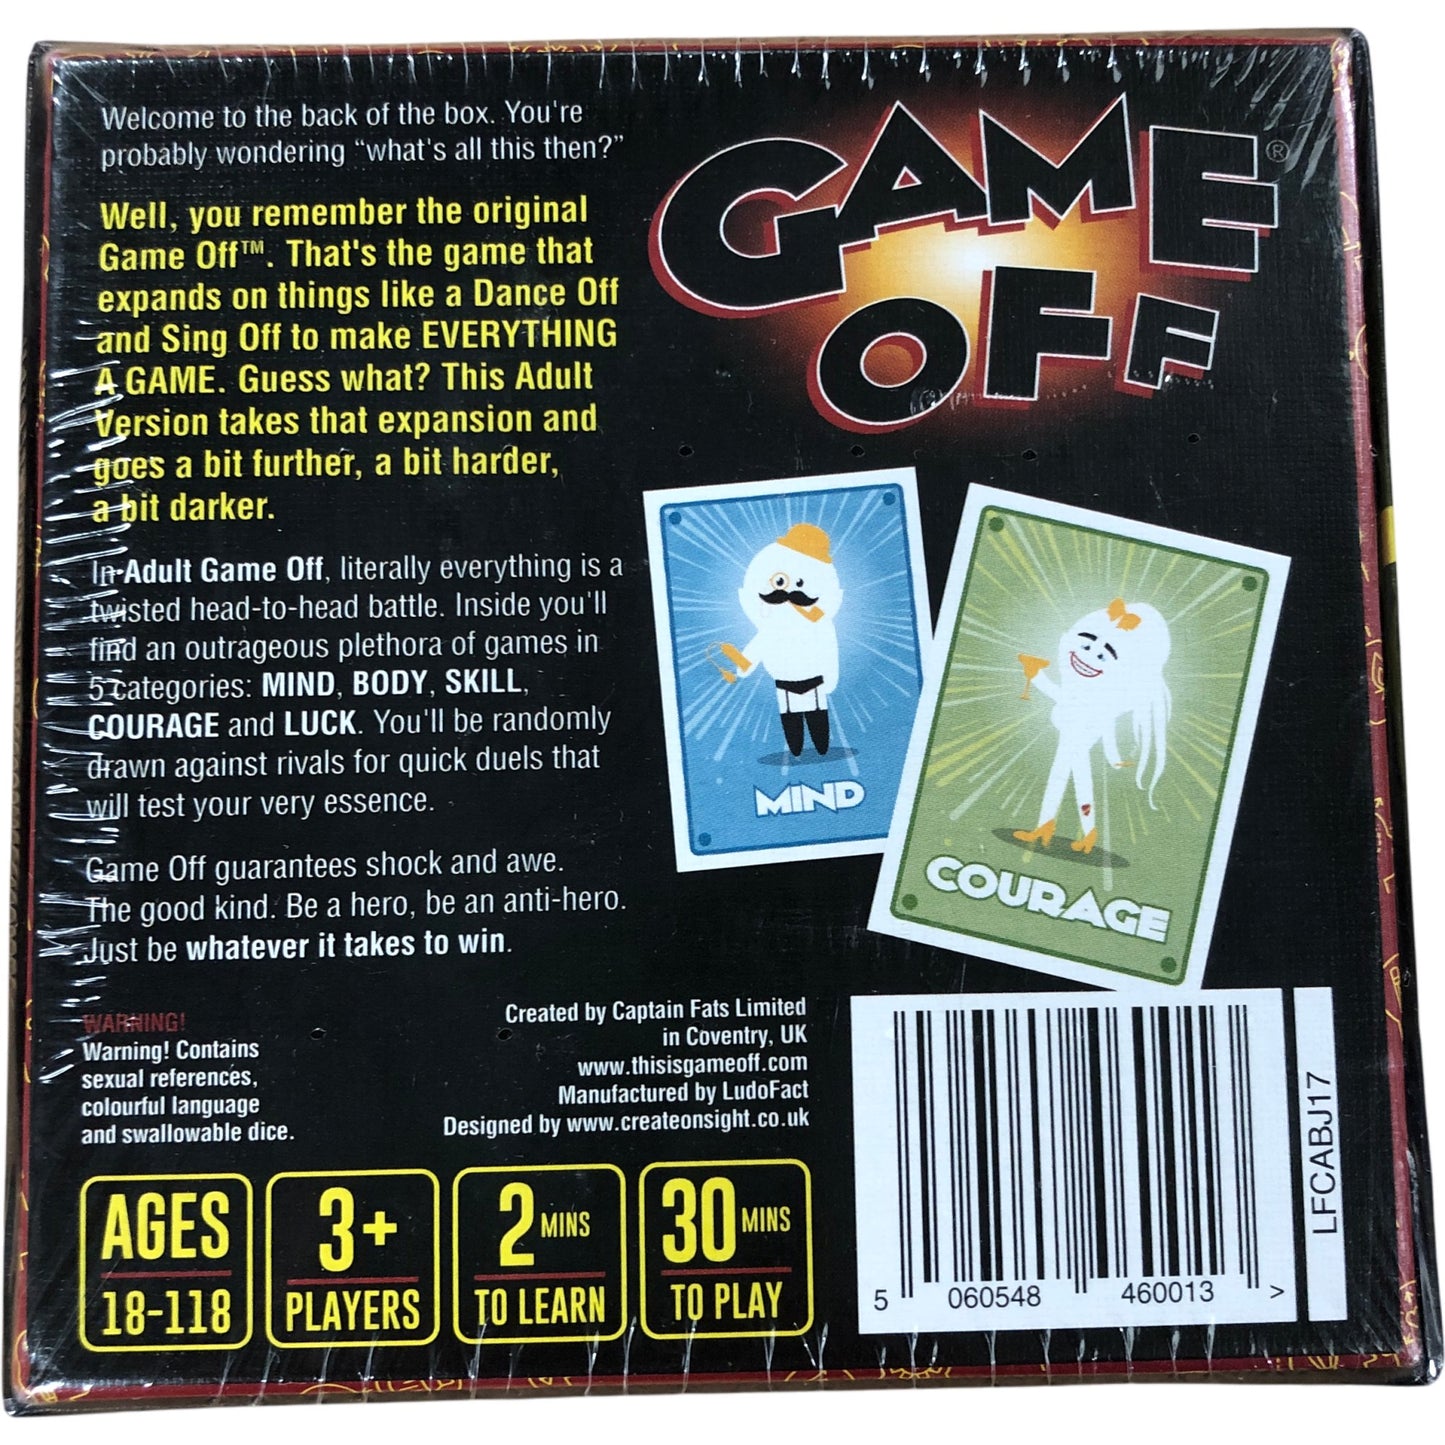 Welcome to the back of the box. You're
probably wondering “what's all this then?”
Well, you remember the original
Game Off™. That's the game that
expands on things like a Dance Off
and Sing Off to make EVERYTHING
A GAME. Guess what? This Adult
Version takes that expansion and
goes a bit further, a bit harder,
a bit darker.
In Adult Game Off, literally everything is a
twisted head-to-head battle. Inside you'll
find an outrageous plethora of games in
5 categories: MIND, BODY, SKILL,
COURAGE and LUCK. You'll be randomly
drawn against rivals for quick duels that
will test your very essence.
Game Off guarantees shock and awe.
The good kind. Be a hero, be an anti-hero.
Just be whatever it takes to win.
GAME®
OFF
MIND
COURAGE
WARNING!
Warning! Contains
sexual references,
colourful language
and swallowable dice.
Created by Captain Fats Limited
in Coventry, UK
www.thisisgameoff.com
Manufactured by LudoFact
Designed by www.createonsight.co.uk
AGES
18-118
3+
PLAYERS
2 MINS
TO LEARN
30 MINS
TO PLAY
5 060548 460013 >
LFCABJ17